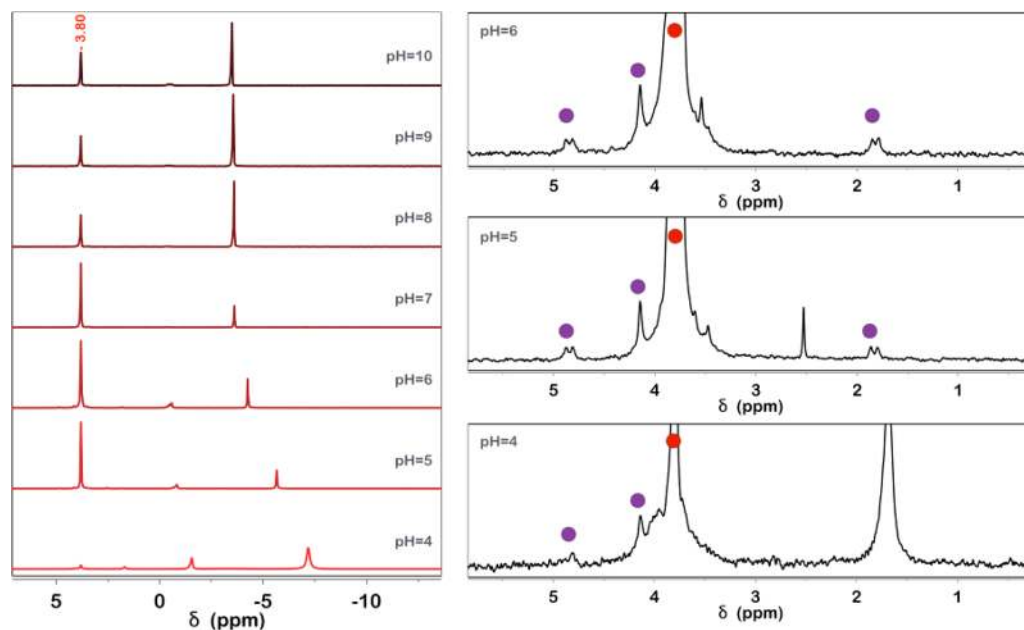 - 3.80
pH=10
pH=9
pH=8
pH=7
pH=6
pH=5
pH=4
5 0 -5 -10
δ (ppm)
pH=6
5 4 3 2 1
δ (ppm)
pH=5
5 4 3 2 1
δ (ppm)
pH=4
5 4 3 2 1
δ (ppm)